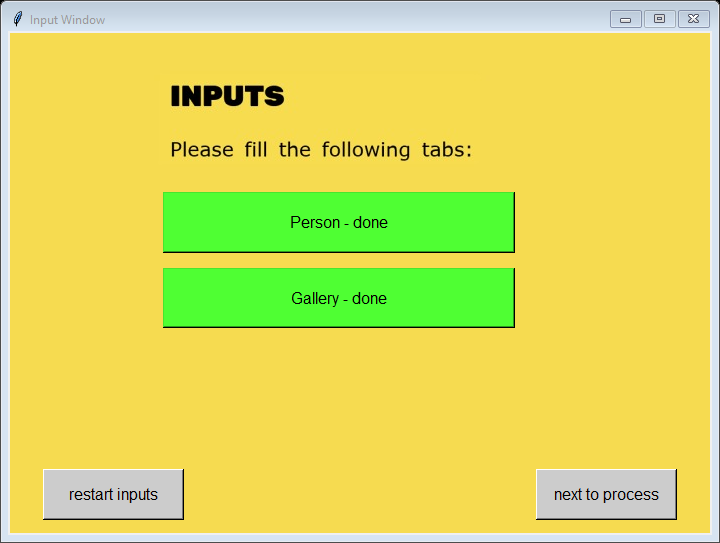 Input Window
INPUTS
Please fill the following tabs:
Person - done
Gallery - done
restart inputs
next to process